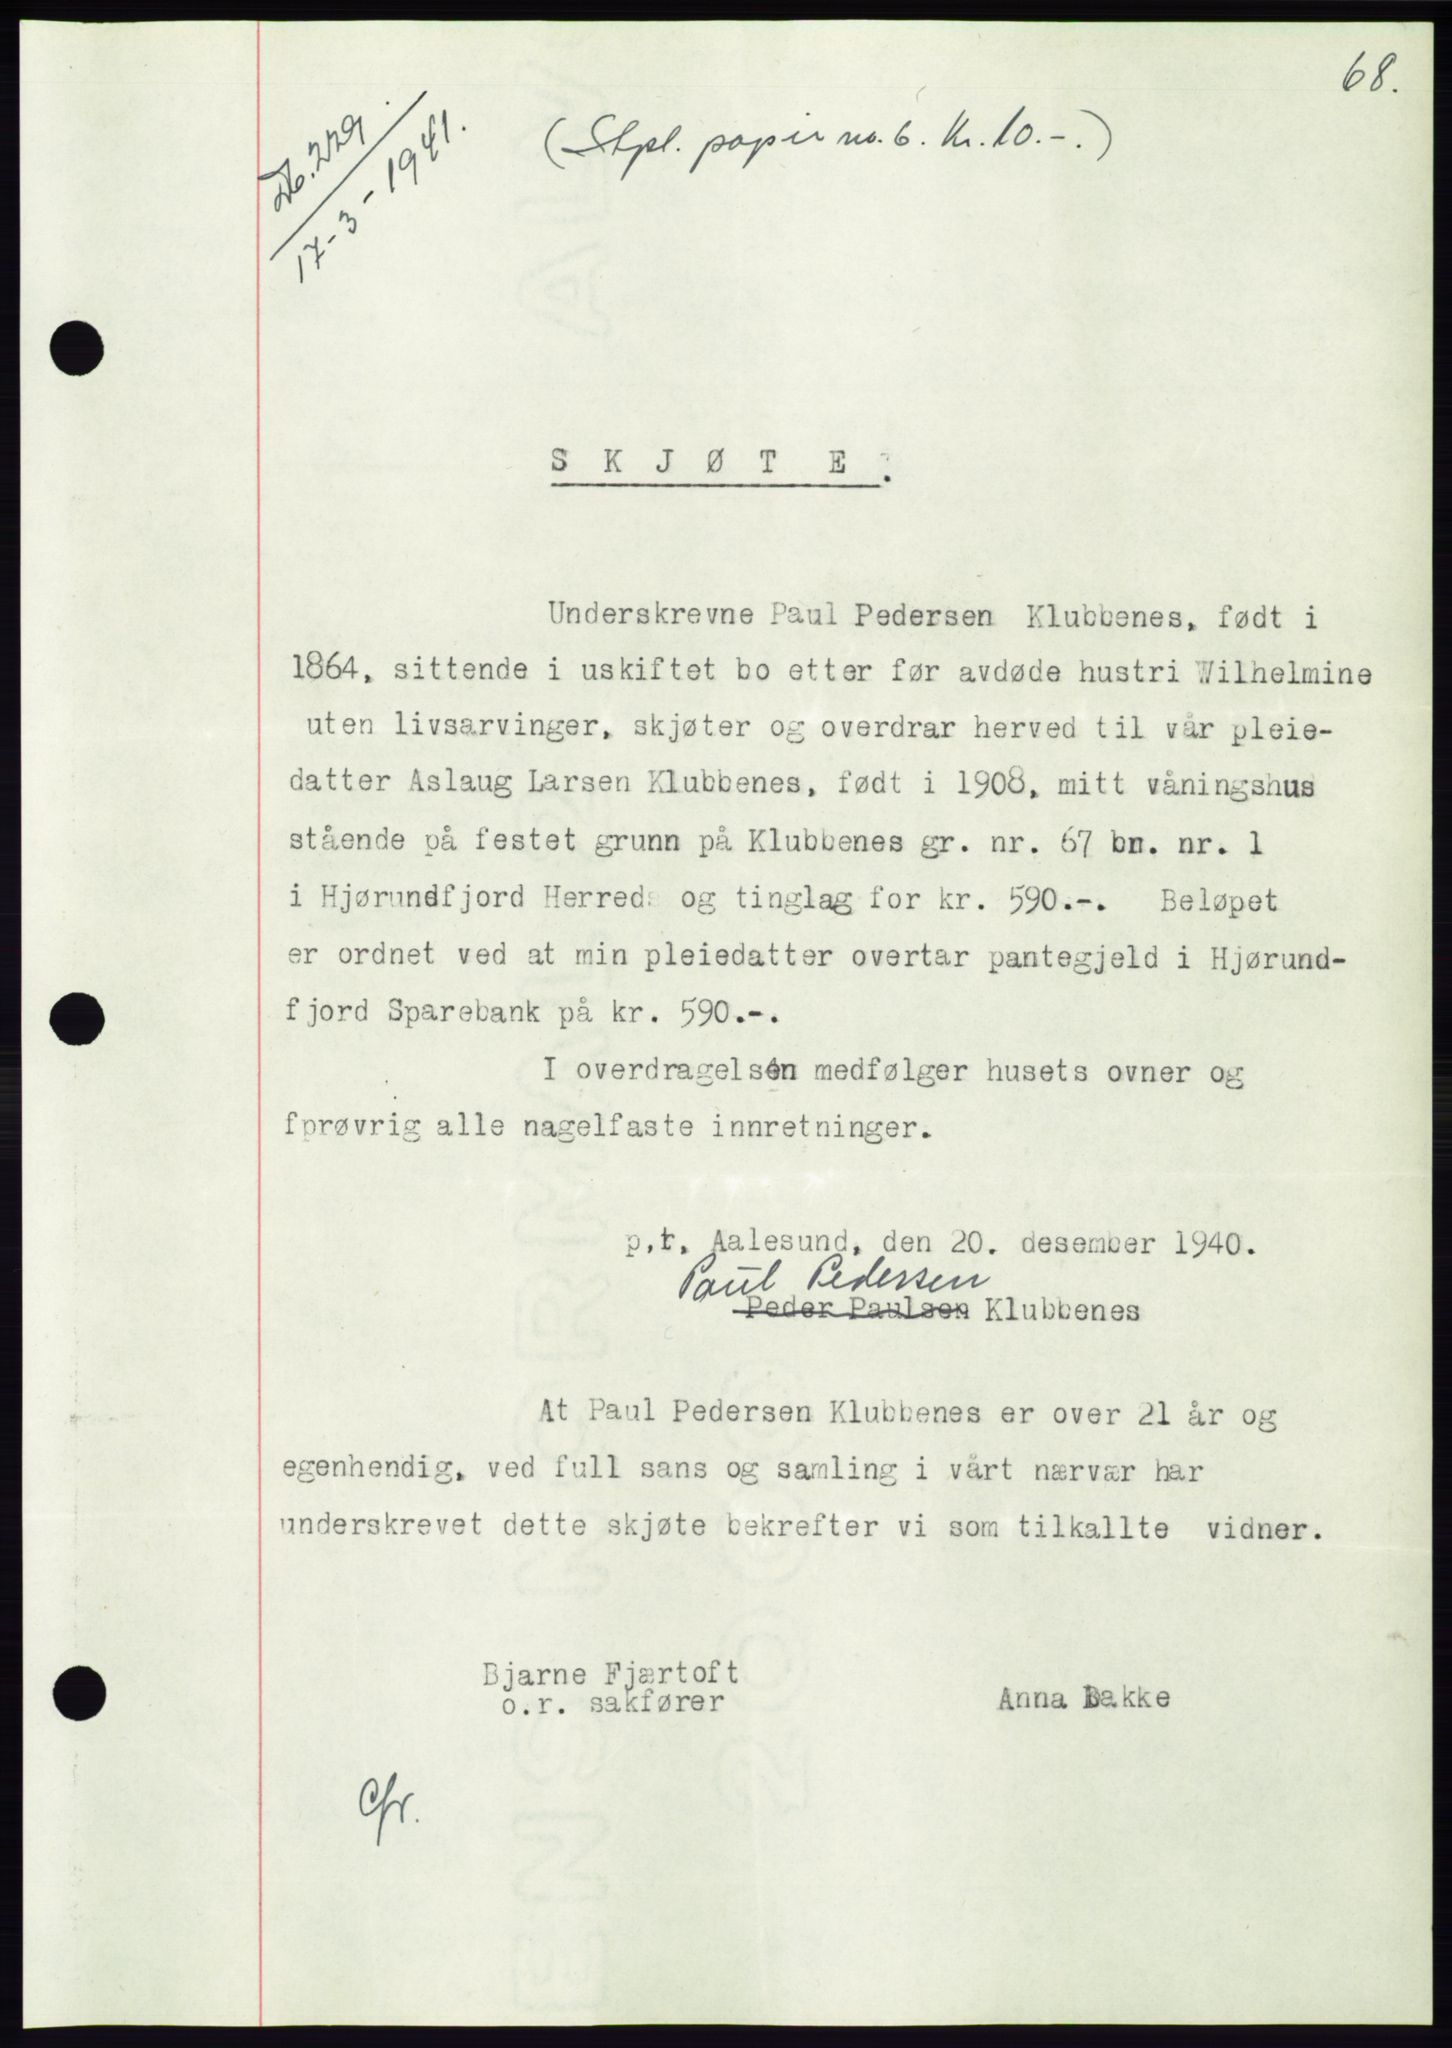 68.
Db. 229
17-3-1941.
(Stpl. papir no. 6. Kr. 10.-.)
S K J Ø T E.
Underskrevne Paul Pedersen Klubbenes, født i
1864, sittende i uskiftet bo etter før avdøde hustri Wilhelmine
uten livsarvinger, skjøter og overdrar herved til vår pleie-
datter Aslaug Larsen Klubbenes, født i 1908, mitt våningshus
stående på festet grunn på Klubbenes gr. nr. 67 bn. nr. 1
i Hjørundfjord Herreds og tinglag for kr. 590.-. Beløpet
er ordnet ved at min pleiedatter overtar pantegjeld i Hjørund-
fjord Sparebank på kr. 590.-.
I overdragelsen medfølger husets ovner og
fprøvrig alle nagelfaste innretninger.
p.t. Aalesund, den 20. desember 1940.
Paul Pedersen
Peder Paulsen Klubbenes
At Paul Pedersen Klubbenes er over 21 år og
egenhendig, ved full sans og samling i vårt nærvær har
underskrevet dette skjøte bekrefter vi som tilkallte vidner.
Bjarne Fjærtoft
o.r. sakfører
Anna Bakke